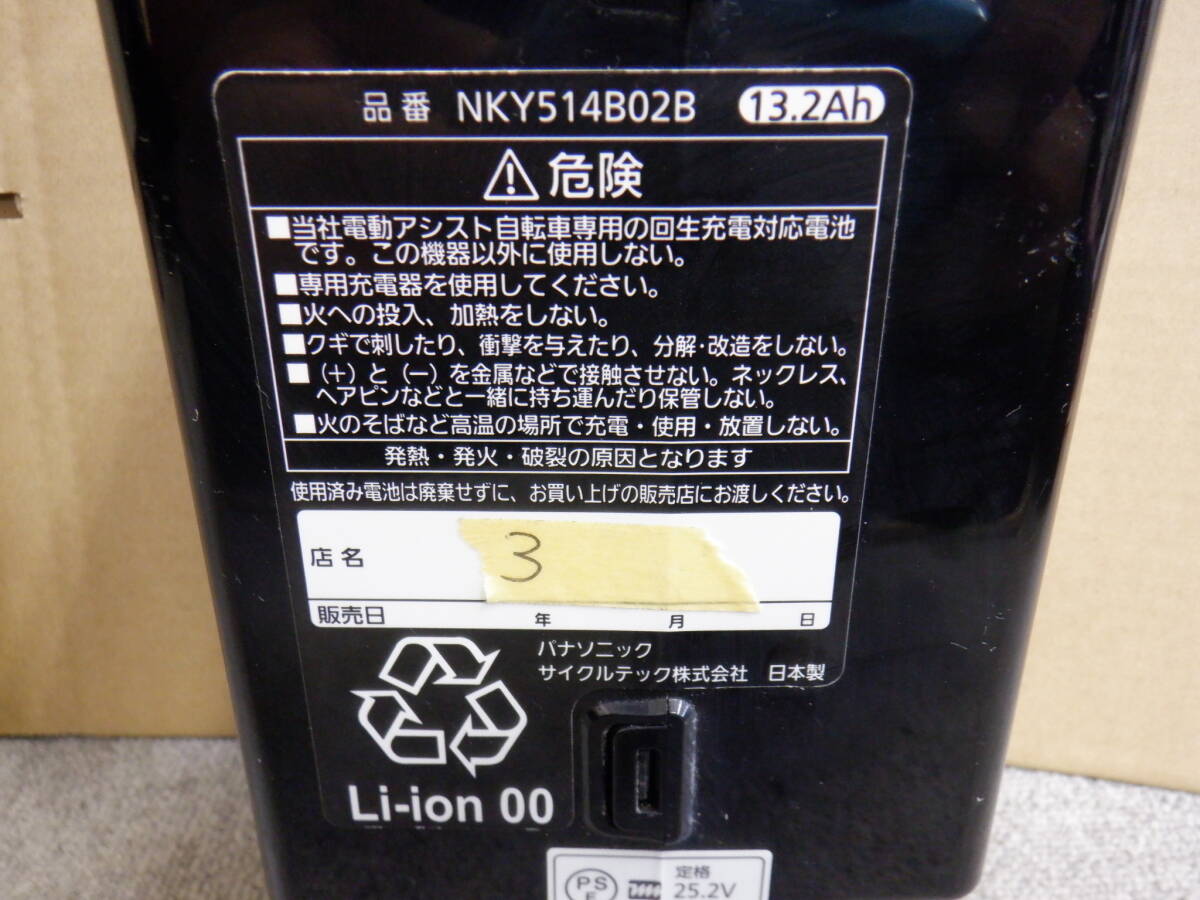 品番 NKY514B02B 13.2Ah
危険
■当社電動アシスト自転車専用の回生充電対応電池
です。この機器以外に使用しない。
■専用充電器を使用してください。
■火への投入、加熱をしない。
■クギで刺したり、衝撃を与えたり、分解・改造をしない。
■（+）と（−）を金属などで接触させない。ネックレス、
ヘアピンなどと一緒に持ち運んだり保管しない。
■火のそばなど高温の場所で充電・使用・放置しない。
発熱・発火・破裂の原因となります
使用済み電池は廃棄せずに、お買い上げの販売店にお渡しください。
店名 3
販売日 年 月 日
パナソニック
サイクルテック株式会社 日本製
Li-ion 00
PS
E
定格
25.2V